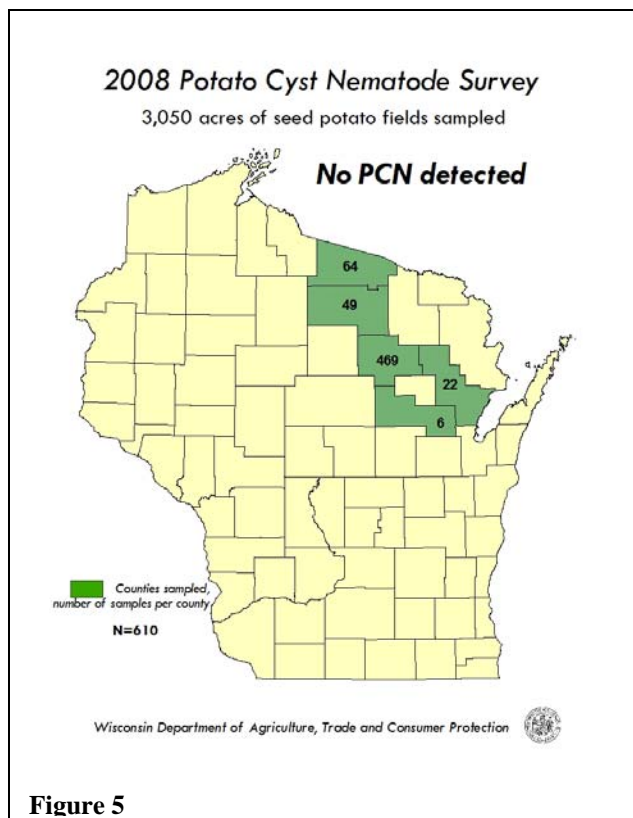 2008 Potato Cyst Nematode Survey
3,050 acres of seed potato fields sampled
No PCN detected
64
49
469
22
6
Counties sampled,
number of samples per county
N=610
Wisconsin Department of Agriculture, Trade and Consumer Protection
Figure 5